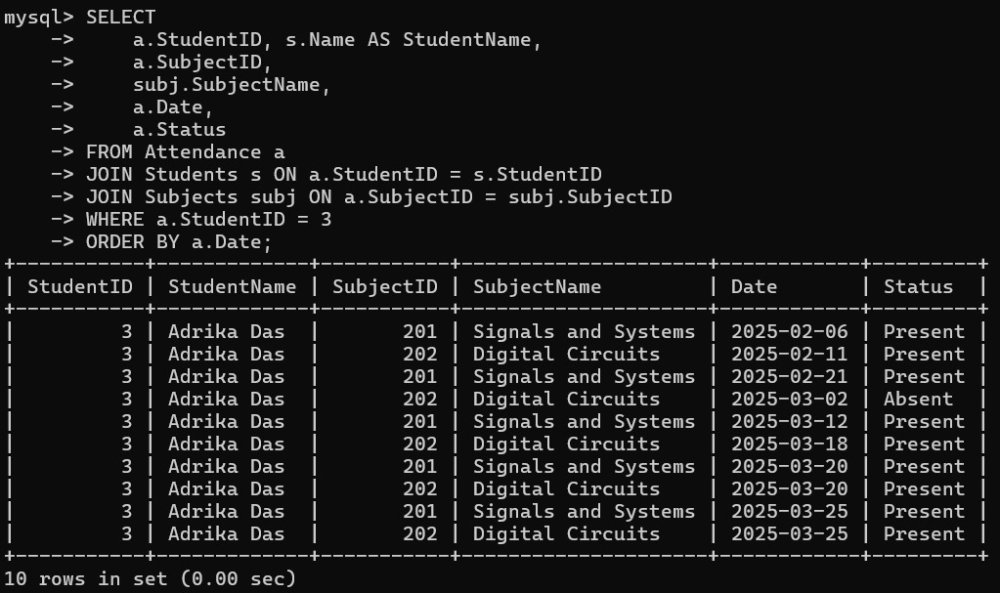 mysql> SELECT
    ->     a.StudentID, s.Name AS StudentName,
    ->     a.SubjectID,
    ->     subj.SubjectName,
    ->     a.Date,
    ->     a.Status
    -> FROM Attendance a
    -> JOIN Students s ON a.StudentID = s.StudentID
    -> JOIN Subjects subj ON a.SubjectID = subj.SubjectID
    -> WHERE a.StudentID = 3
    -> ORDER BY a.Date;
+-----------+-------------+-----------+---------------------+------------+---------+
| StudentID | StudentName | SubjectID | SubjectName         | Date       | Status  |
+-----------+-------------+-----------+---------------------+------------+---------+
|         3 | Adrika Das  |       201 | Signals and Systems | 2025-02-06 | Present |
|         3 | Adrika Das  |       202 | Digital Circuits    | 2025-02-11 | Present |
|         3 | Adrika Das  |       201 | Signals and Systems | 2025-02-21 | Present |
|         3 | Adrika Das  |       202 | Digital Circuits    | 2025-03-02 | Absent  |
|         3 | Adrika Das  |       201 | Signals and Systems | 2025-03-12 | Present |
|         3 | Adrika Das  |       202 | Digital Circuits    | 2025-03-18 | Present |
|         3 | Adrika Das  |       201 | Signals and Systems | 2025-03-20 | Present |
|         3 | Adrika Das  |       202 | Digital Circuits    | 2025-03-20 | Present |
|         3 | Adrika Das  |       201 | Signals and Systems | 2025-03-25 | Present |
|         3 | Adrika Das  |       202 | Digital Circuits    | 2025-03-25 | Present |
+-----------+-------------+-----------+---------------------+------------+---------+
10 rows in set (0.00 sec)